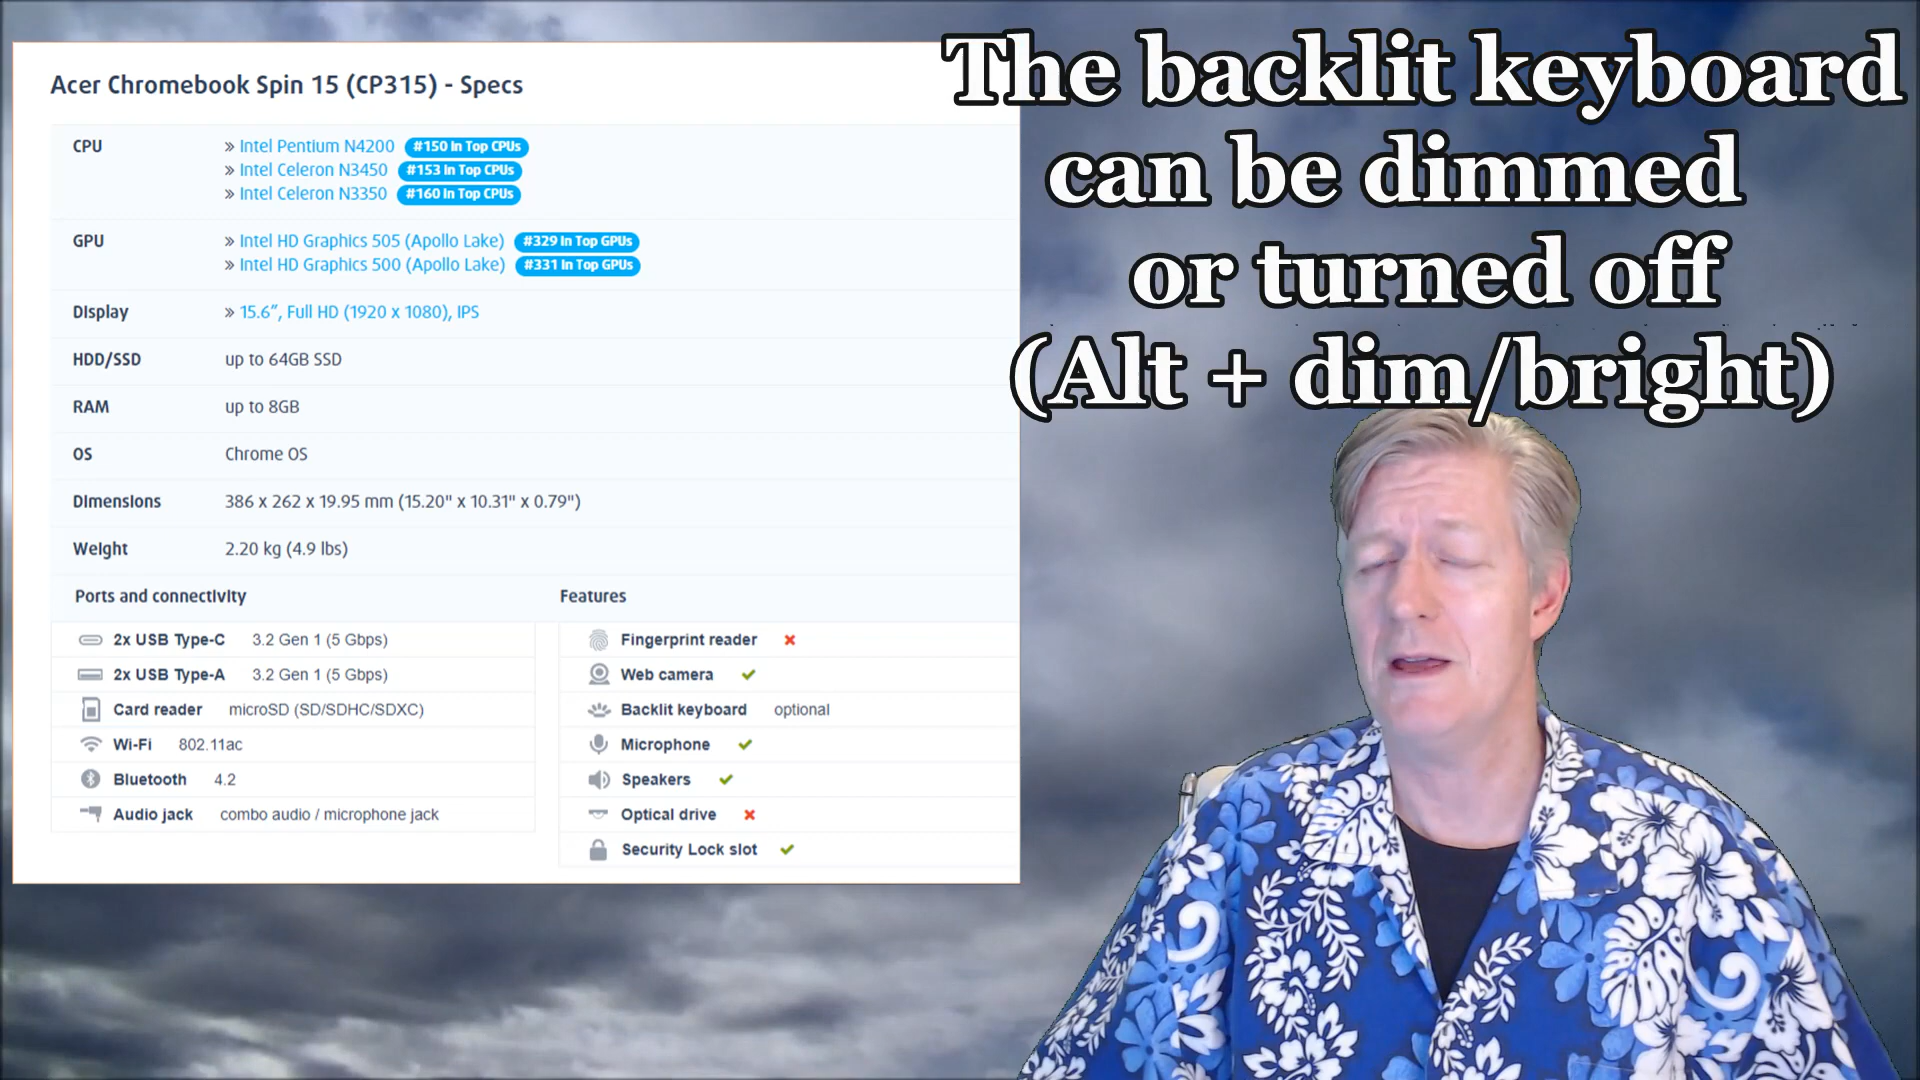 Acer Chromebook Spin 15 (CP315) - Specs
CPU
» Intel Pentium N4200 #150 In Top CPUs
» Intel Celeron N3450 #153 In Top CPUs
» Intel Celeron N3350 #160 In Top CPUs
GPU
» Intel HD Graphics 505 (Apollo Lake) #329 In Top GPUs
» Intel HD Graphics 500 (Apollo Lake) #331 In Top GPUs
Display » 15.6″, Full HD (1920 x 1080), IPS
HDD/SSD up to 64GB SSD
RAM up to 8GB
OS Chrome OS
Dimensions 386 x 262 x 19.95 mm (15.20" x 10.31" x 0.79")
Weight 2.20 kg (4.9 lbs)
Ports and connectivity
2x USB Type-C 3.2 Gen 1 (5 Gbps)
2x USB Type-A 3.2 Gen 1 (5 Gbps)
Card reader microSD (SD/SDHC/SDXC)
Wi-Fi 802.11ac
Bluetooth 4.2
Audio jack combo audio / microphone jack
Features
Fingerprint reader
Web camera
Backlit keyboard optional
Microphone
Speakers
Optical drive
Security Lock slot
The backlit keyboard
can be dimmed
or turned off
(Alt + dim/bright)